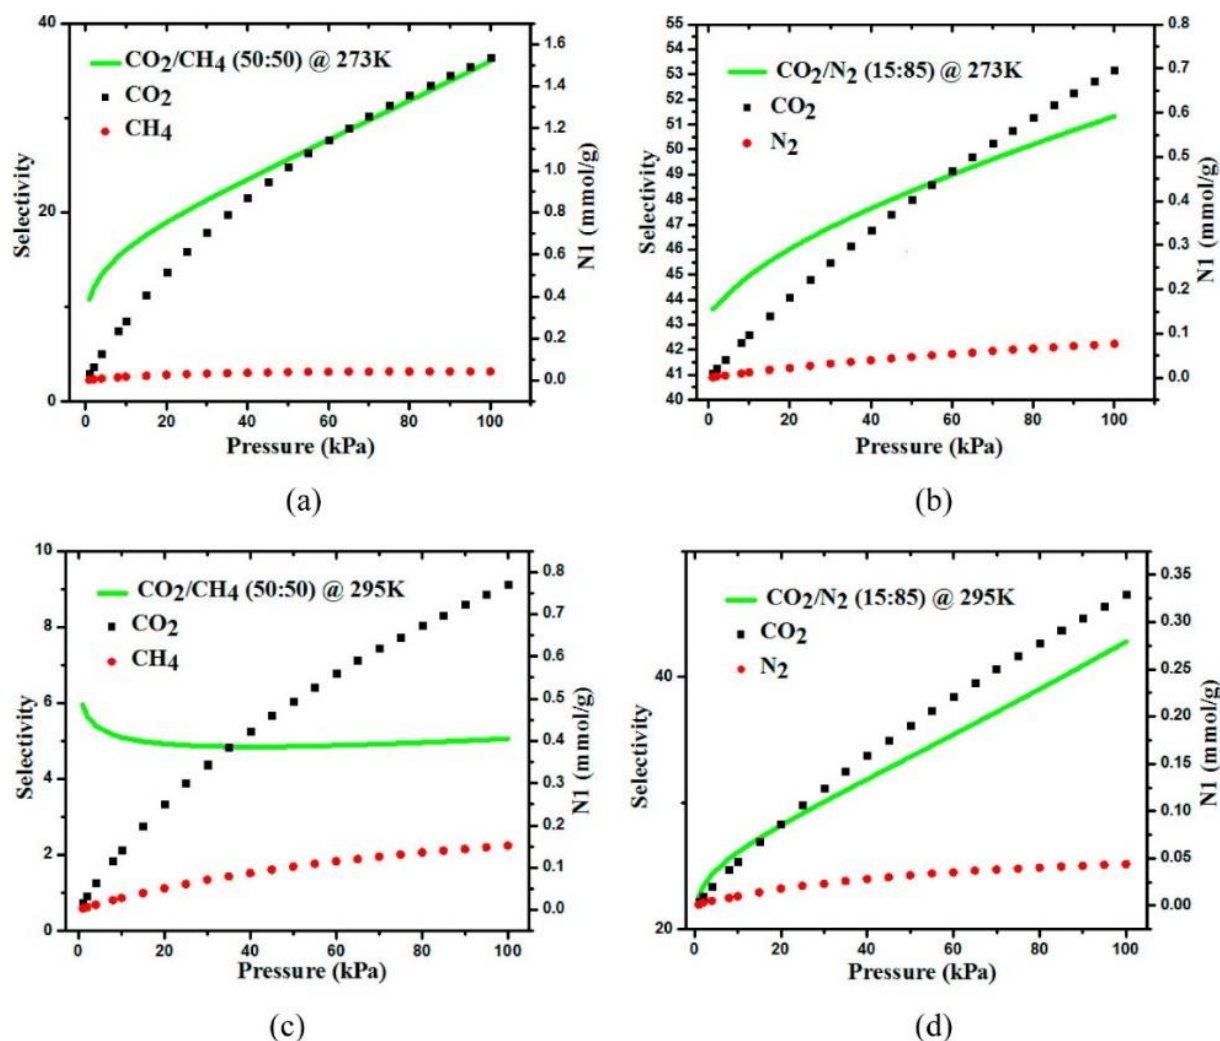 CO2/CH4 (50:50) @ 273K
CO2
CH4
Selectivity
40
20
0
N1 (mmol/g)
1.6
1.4
1.2
1.0
0.8
0.6
0.4
0.2
0.0
0 20 40 60 80 100
Pressure (kPa)
(a)
CO2/N2 (15:85) @ 273K
CO2
N2
Selectivity
55
54
53
52
51
50
49
48
47
46
45
44
43
42
41
40
N1 (mmol/g)
0.8
0.7
0.6
0.5
0.4
0.3
0.2
0.1
0.0
0 20 40 60 80 100
Pressure (kPa)
(b)
CO2/CH4 (50:50) @ 295K
CO2
CH4
Selectivity
10
8
6
4
2
0
N1 (mmol/g)
0.8
0.7
0.6
0.5
0.4
0.3
0.2
0.1
0.0
0 20 40 60 80 100
Pressure (kPa)
(c)
CO2/N2 (15:85) @ 295K
CO2
N2
Selectivity
40
20
N1 (mmol/g)
0.35
0.30
0.25
0.20
0.15
0.10
0.05
0.00
0 20 40 60 80 100
Pressure (kPa)
(d)